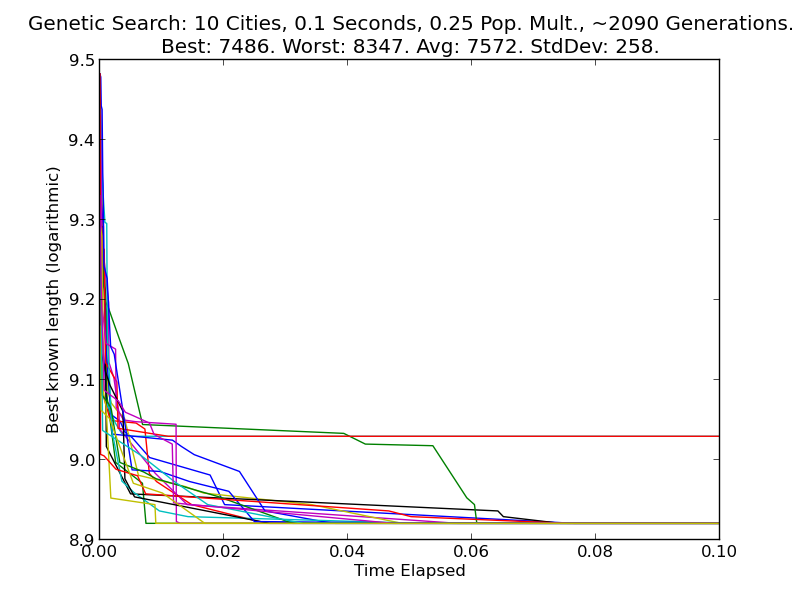 Genetic Search: 10 Cities, 0.1 Seconds, 0.25 Pop. Mult., ~2090 Generations.
Best: 7486. Worst: 8347. Avg: 7572. StdDev: 258.
9.5
9.4
9.3
9.2
9.1
9.0
8.9
Best known length (logarithmic)
0.00 0.02 0.04 0.06 0.08 0.10
Time Elapsed